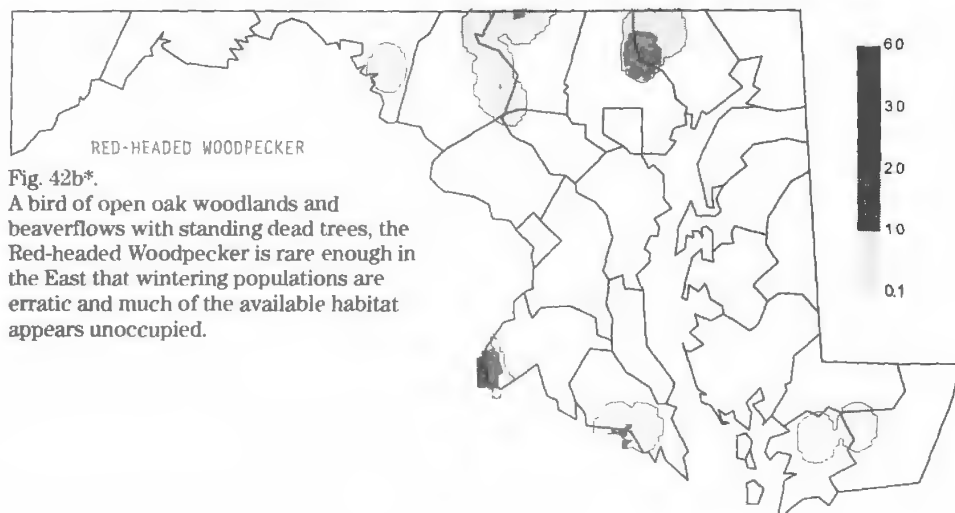 RED-HEADED WOODPECKER
Fig. 42b*.
A bird of open oak woodlands and
beaverflows with standing dead trees, the
Red-headed Woodpecker is rare enough in
the East that wintering populations are
erratic and much of the available habitat
appears unoccupied.
60
30
20
10
0.1